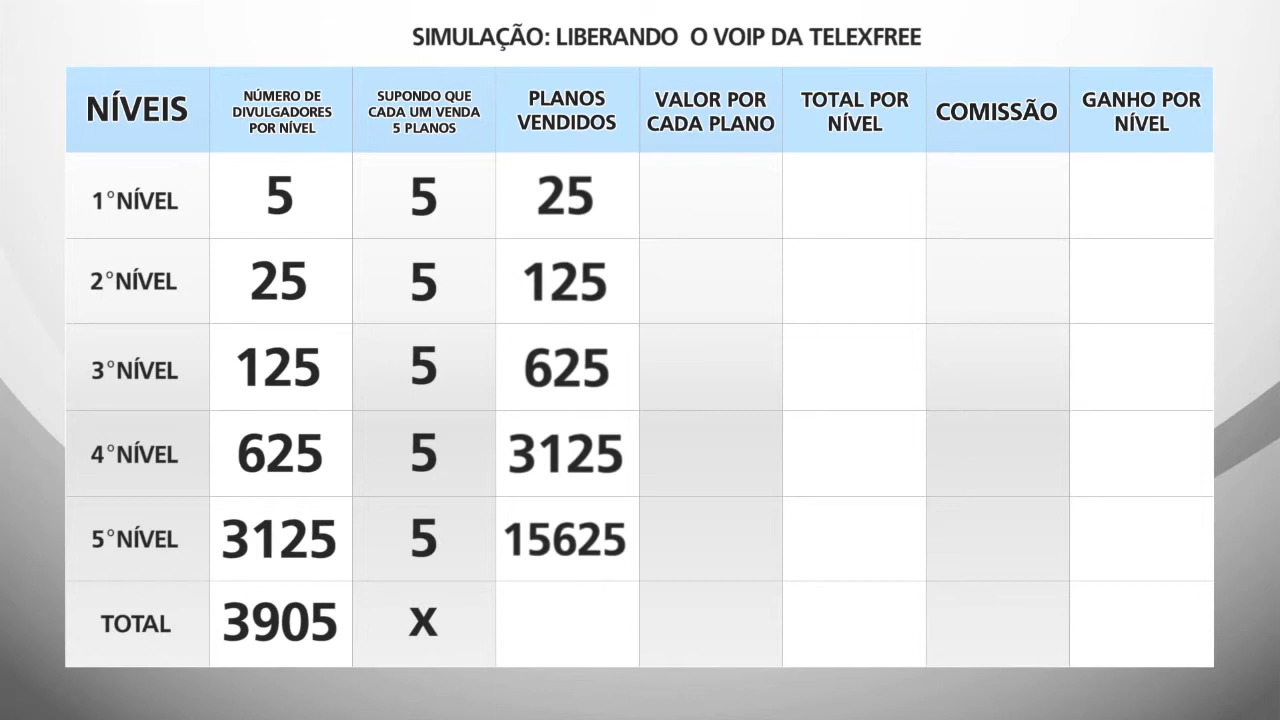 SIMULAÇÃO: LIBERANDO O VOIP DA TELEXFREE
NÍVEIS
NÚMERO DE
DIVULGADORES
POR NÍVEL
SUPONDO QUE
CADA UM VENDA
5 PLANOS
PLANOS
VENDIDOS
VALOR POR
CADA PLANO
TOTAL POR
NÍVEL
COMISSÃO
GANHO POR
NÍVEL
1°NÍVEL 5 5 25
2°NÍVEL 25 5 125
3°NÍVEL 125 5 625
4°NÍVEL 625 5 3125
5°NÍVEL 3125 5 15625
TOTAL 3905 X